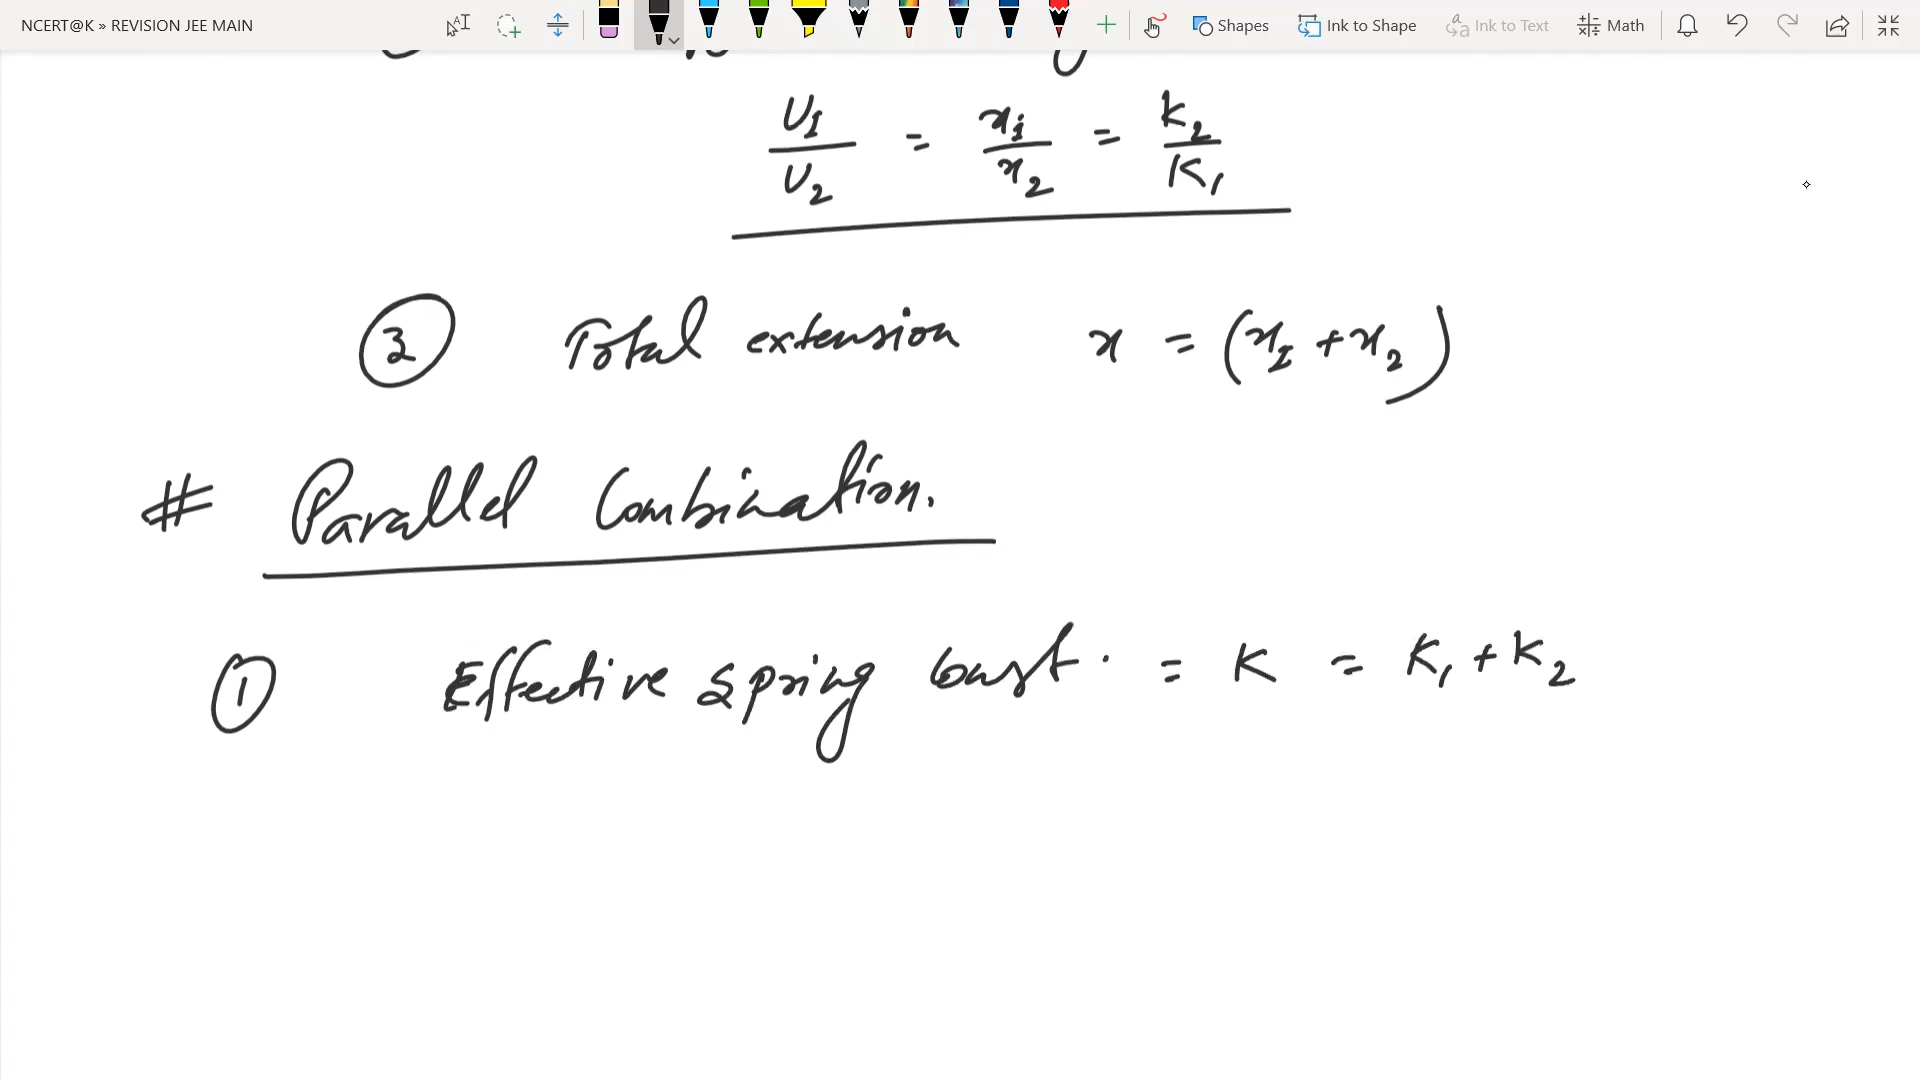 NCERT@K » REVISION JEE MAIN Shapes Ink to Shape Ink to Text Math
U1/U2 = x1/x2 = K2/K1
3 Total extension x = (x1 + x2)
# Parallel Combination.
1 Effective spring const. = K = K1 + K2